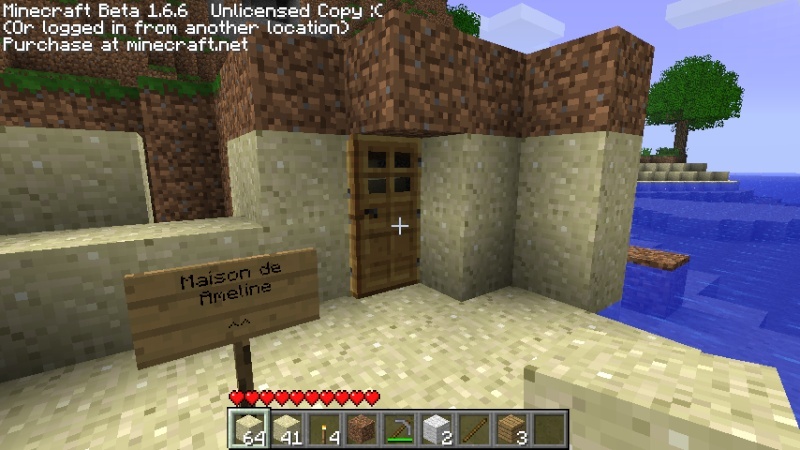 Minecraft Beta 1.6.6   Unlicensed Copy :(
(Or logged in from another location)
Purchase at minecraft.net
Maison de
Ameline
^^
64 41 4 2 3